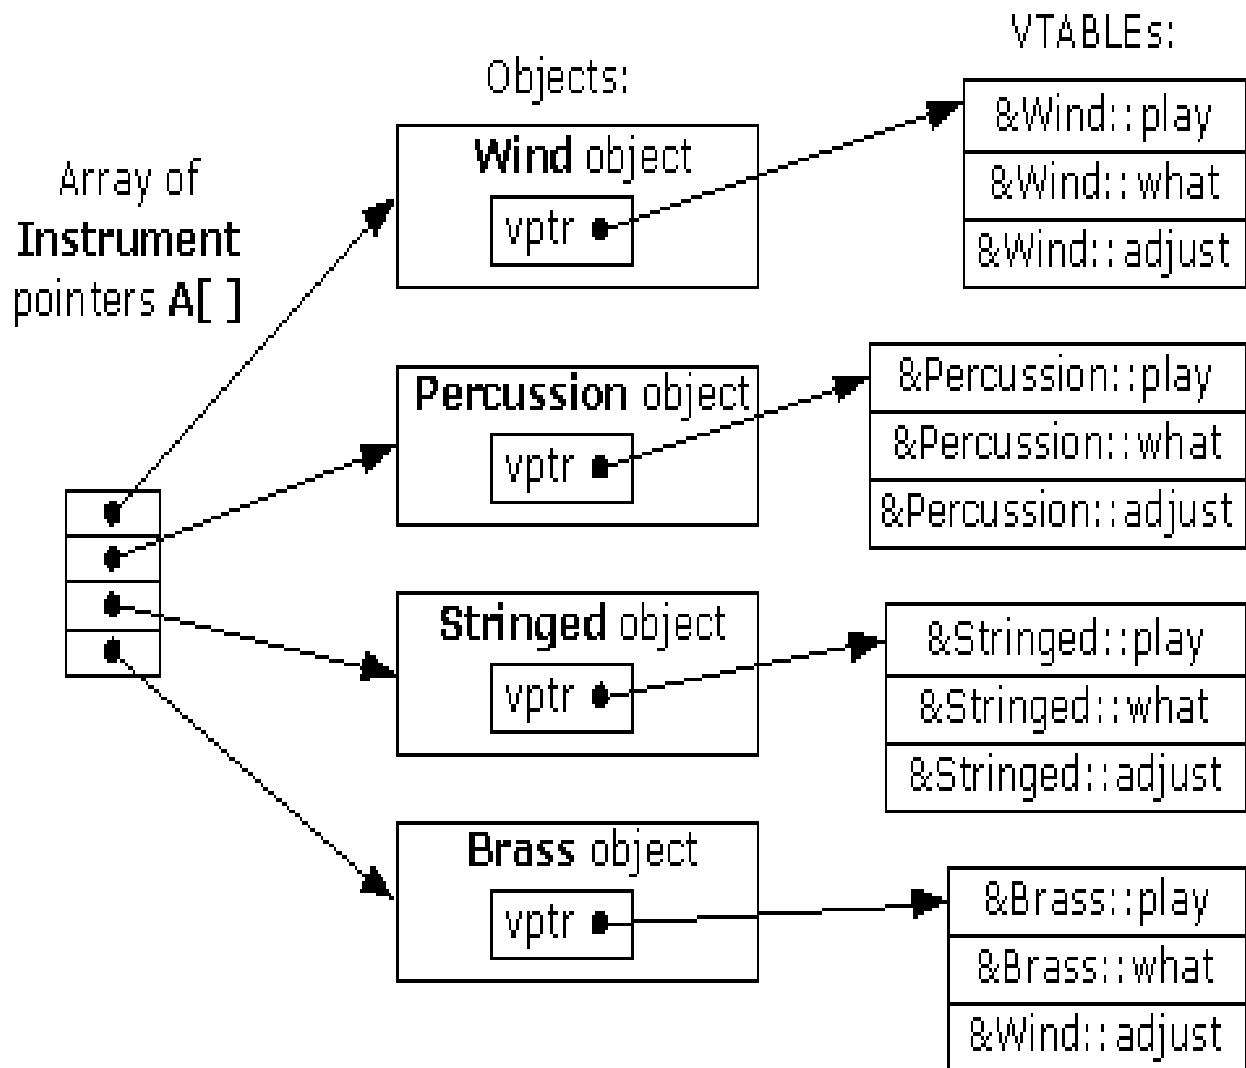 VTABLEs:
Objects:
Array of
Instrument
pointers A[ ]
Wind object
vptr
&Wind::play
&Wind::what
&Wind::adjust
Percussion object
vptr
&Percussion::play
&Percussion::what
&Percussion::adjust
Stringed object
vptr
&Stringed::play
&Stringed::what
&Stringed::adjust
Brass object
vptr
&Brass::play
&Brass::what
&Wind::adjust